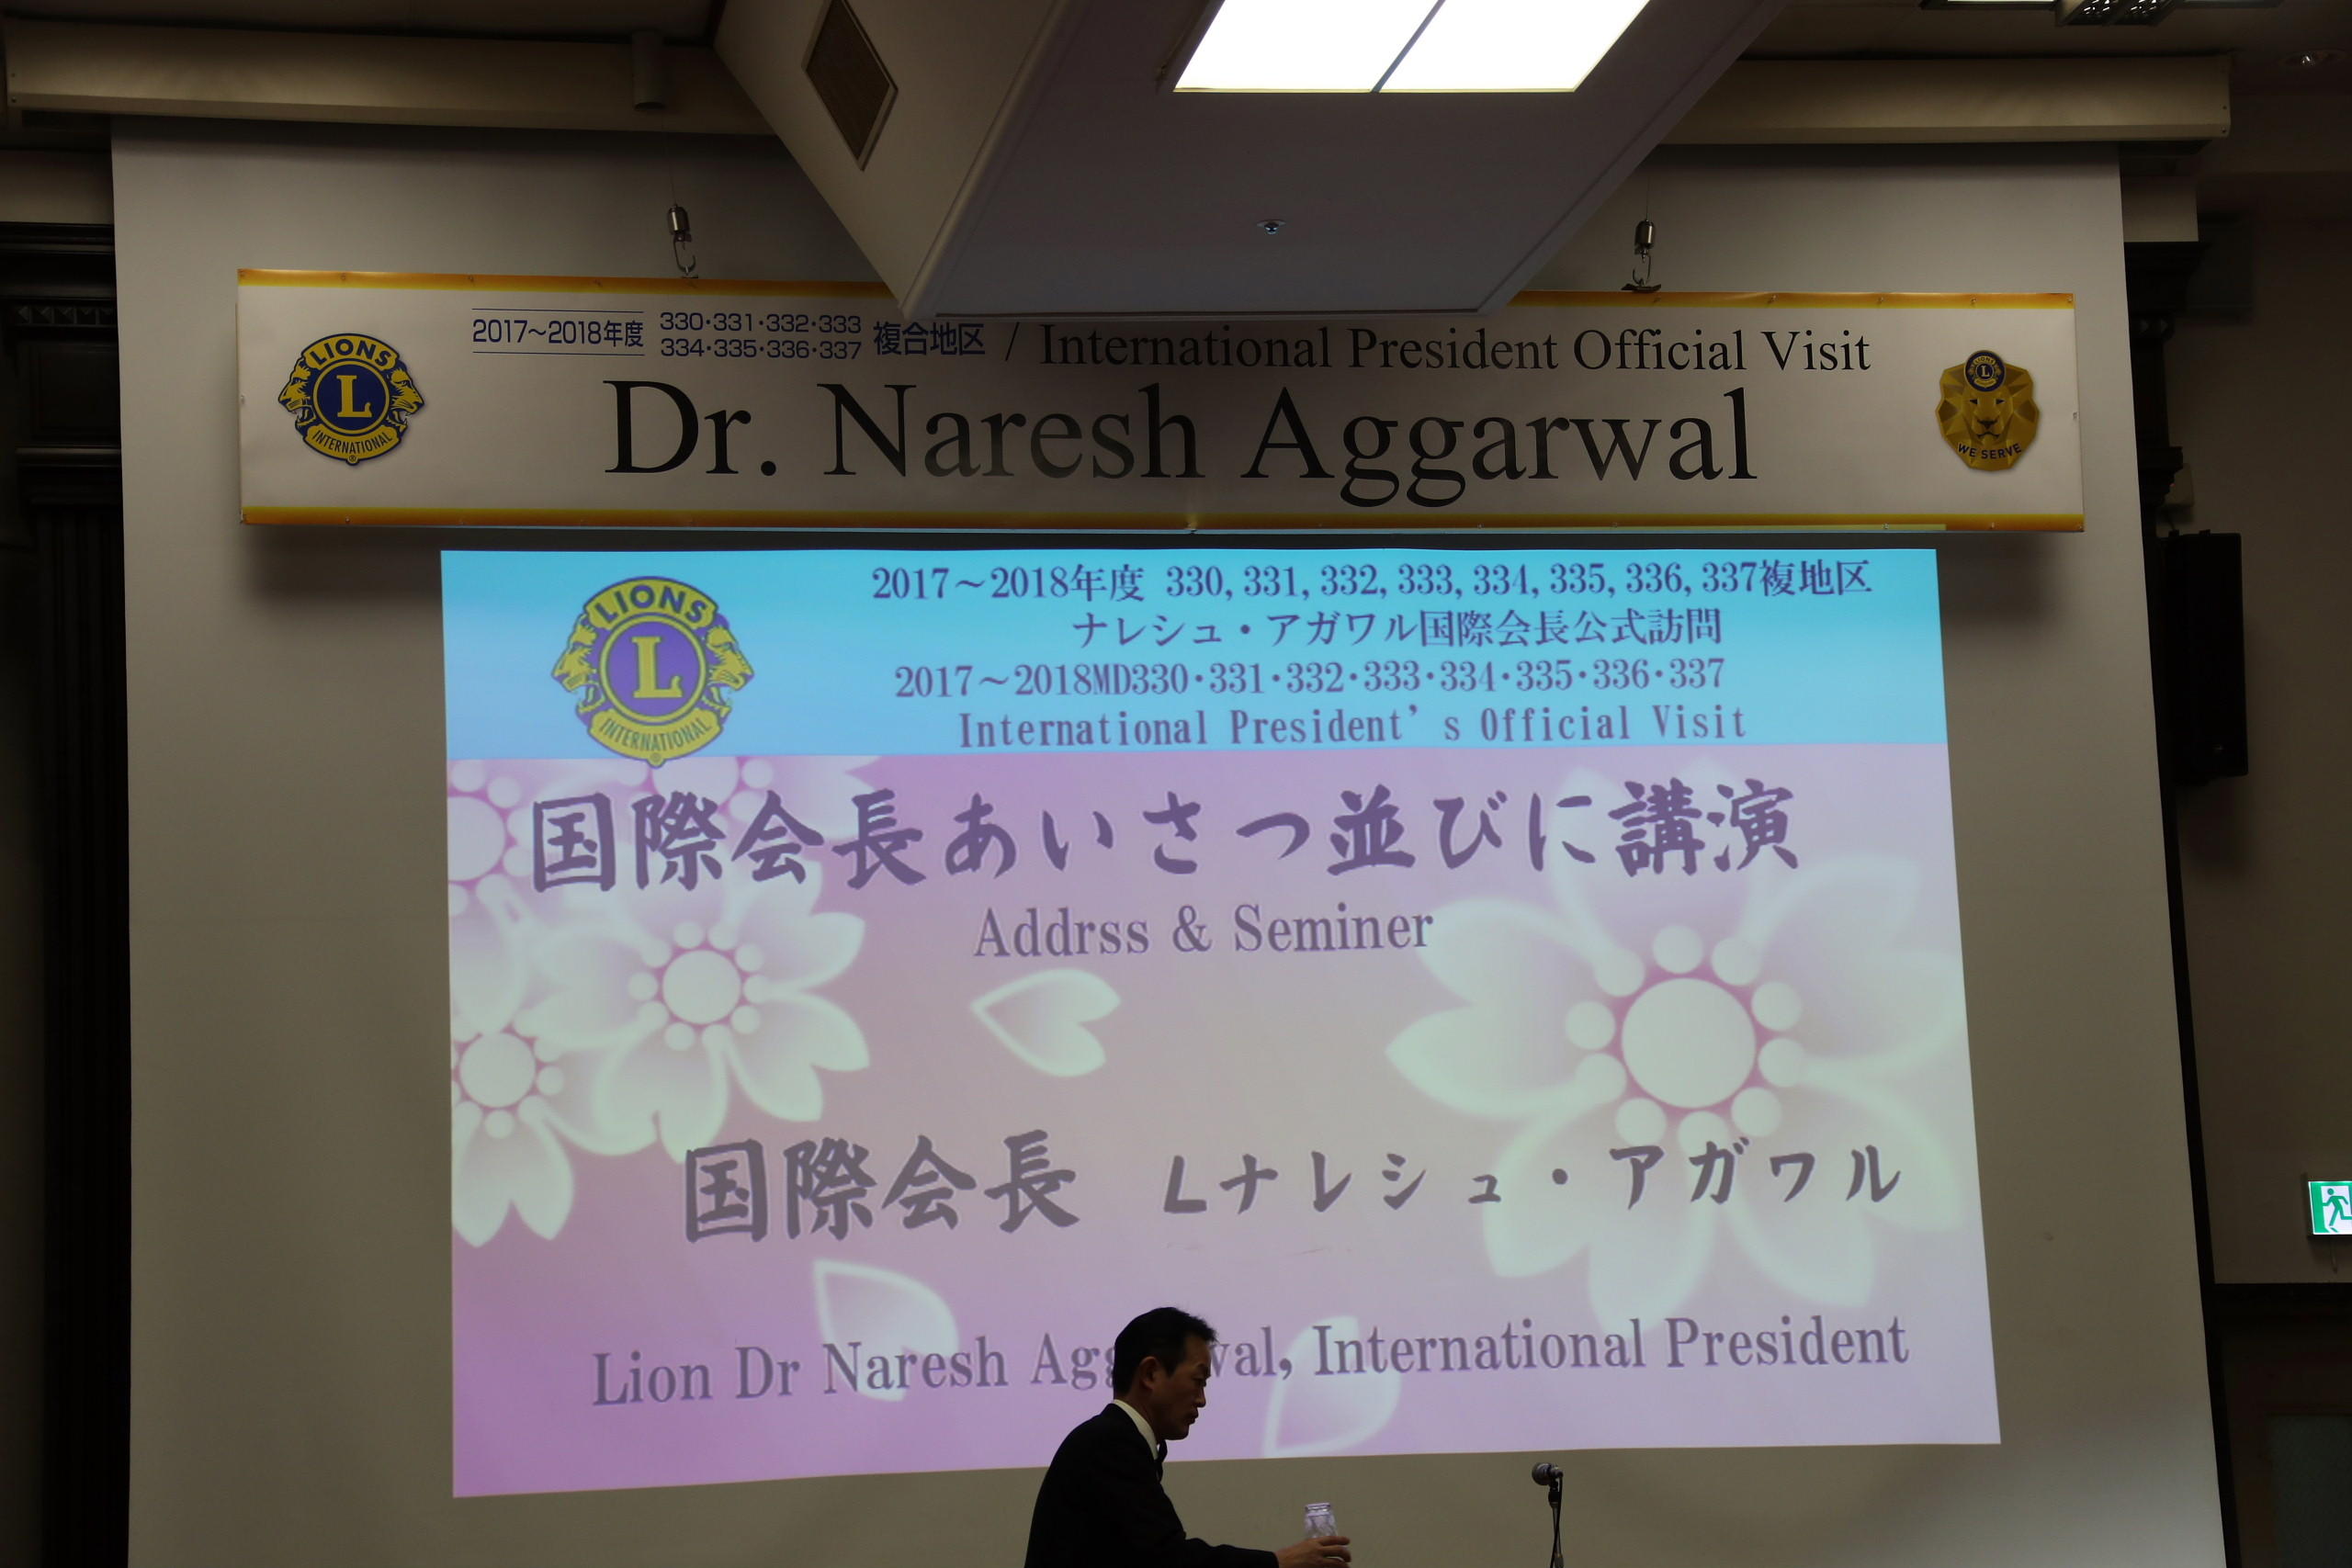 2017～2018年度 330・331・332・333 複合地区 / International President Official Visit
334・335・336・337
Dr. Naresh Aggarwal
LIONS
L
INTERNATIONAL
LIONS
L
WE SERVE
LIONS
L
INTERNATIONAL
2017～2018年度 330, 331, 332, 333, 334, 335, 336, 337複地区
ナレシュ・アガワル国際会長公式訪問
2017～2018MD330・331・332・333・334・335・336・337
International President’s Official Visit
国際会長あいさつ並びに講演
Addrss & Seminer
国際会長 Lナレシュ・アガワル
Lion Dr Naresh Agg wal, International President